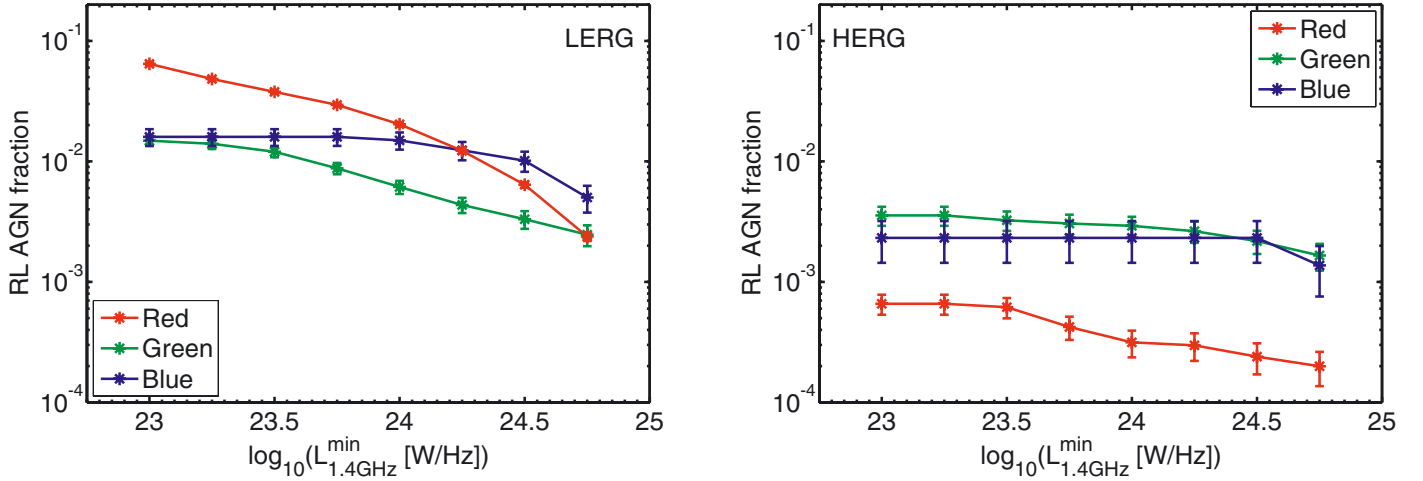 LERG
RL AGN fraction
10^-1
10^-2
10^-3
10^-4
Red
Green
Blue
23 23.5 24 24.5 25
log10(L^min_1.4GHz [W/Hz])
HERG
RL AGN fraction
10^-1
10^-2
10^-3
10^-4
Red
Green
Blue
23 23.5 24 24.5 25
log10(L^min_1.4GHz [W/Hz])